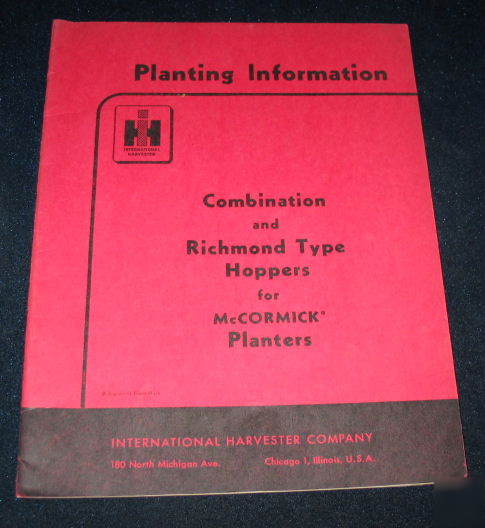 Planting Information
INTERNATIONAL
HARVESTER
Combination
and
Richmond Type
Hoppers
for
McCORMICK®
Planters
INTERNATIONAL HARVESTER COMPANY
180 North Michigan Ave. Chicago 1, Illinois, U.S.A.